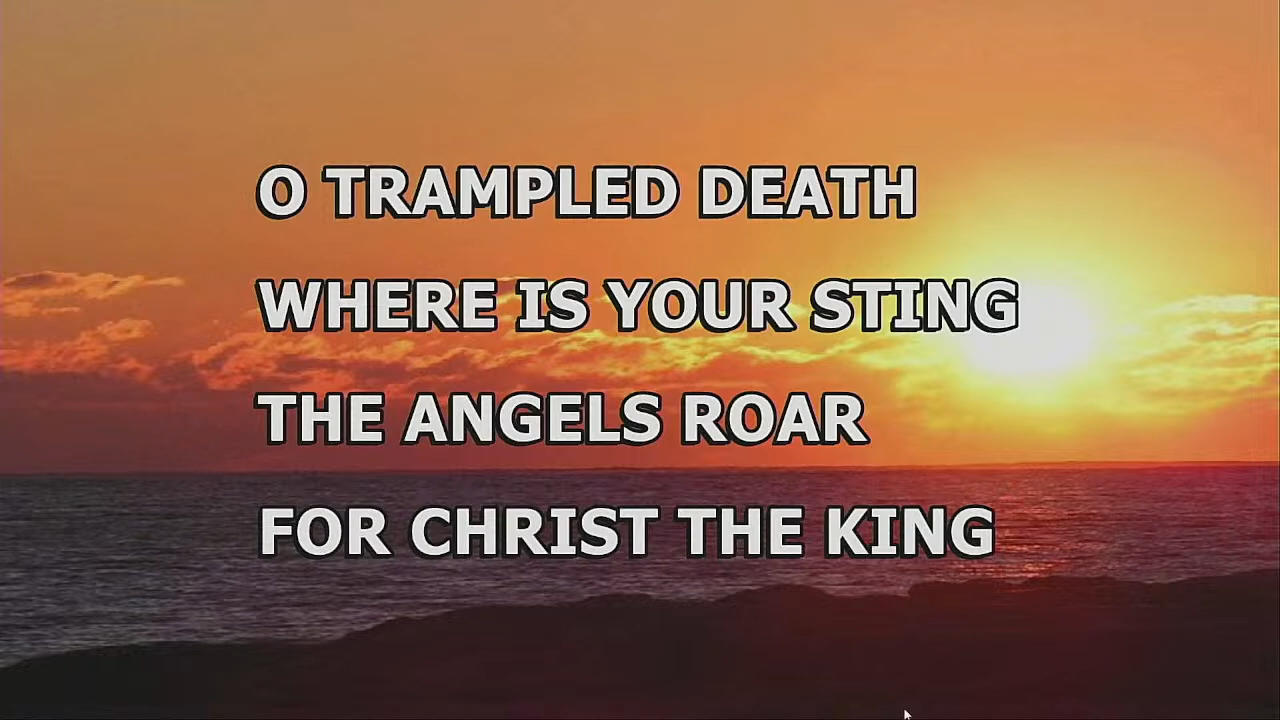 O TRAMPLED DEATH
WHERE IS YOUR STING
THE ANGELS ROAR
FOR CHRIST THE KING